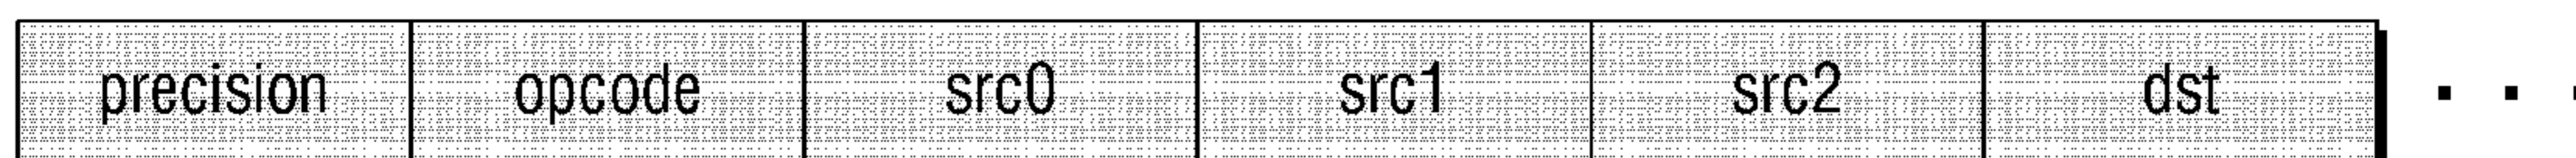 precision opcode src0 src1 src2 dst . . .